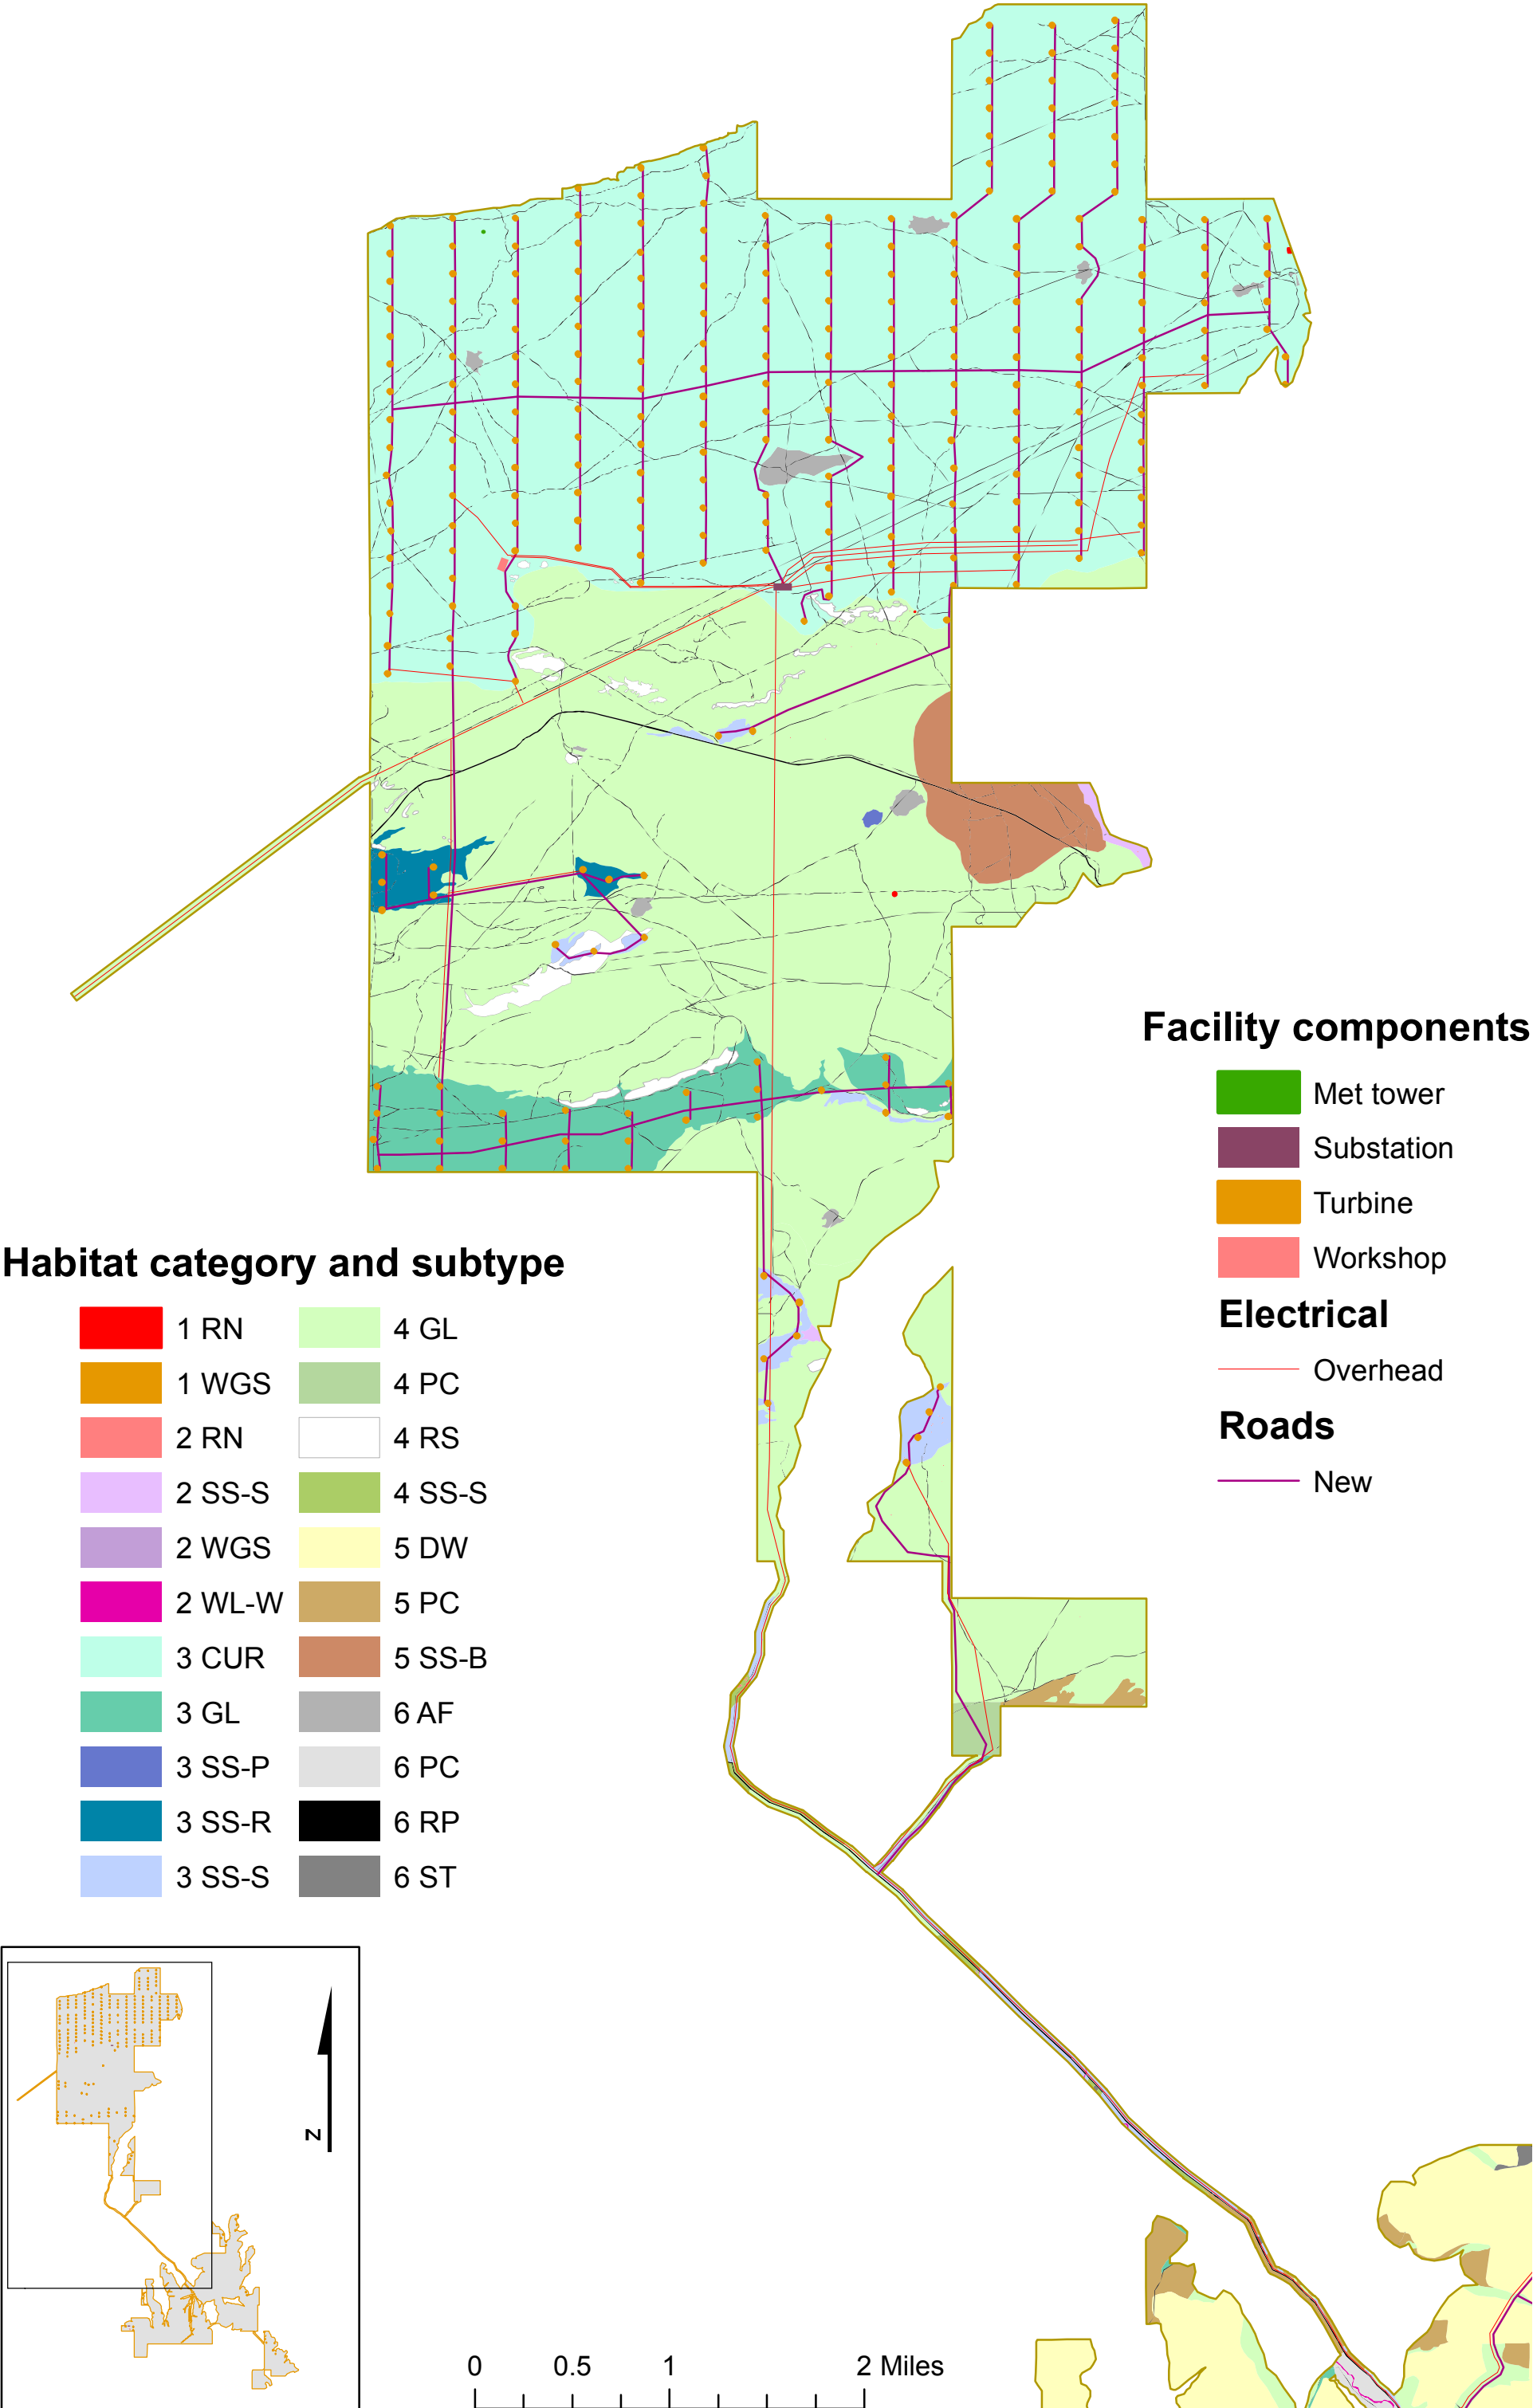 Facility components
Met tower
Substation
Turbine
Workshop
Electrical
Overhead
Roads
New
Habitat category and subtype
1 RN
1 WGS
2 RN
2 SS-S
2 WGS
2 WL-W
3 CUR
3 GL
3 SS-P
3 SS-R
3 SS-S
4 GL
4 PC
4 RS
4 SS-S
5 DW
5 PC
5 SS-B
6 AF
6 PC
6 RP
6 ST
N
0 0.5 1 2 Miles